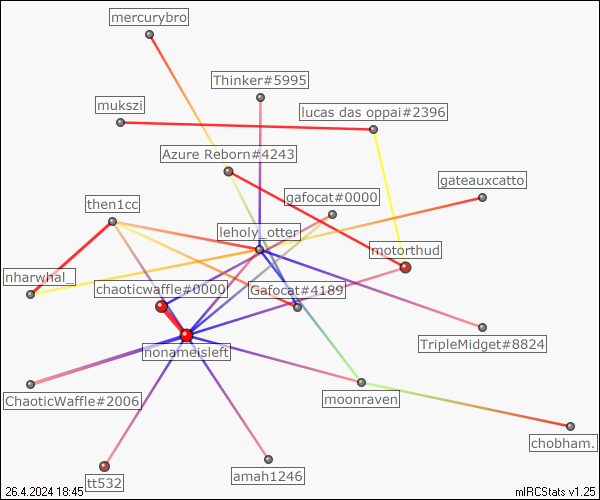 mercurybro
Thinker#5995
mukszi
lucas das oppai#2396
Azure Reborn#4243
gateauxcatto
gafocat#0000
then1cc
leholy_otter
motorthud
nharwhal_
chaoticwaffle#0000
Gafocat#4189
TripleMidget#8824
nonameisleft
ChaoticWaffle#2006
moonraven
chobham.
amah1246
tt532
26.4.2024 18:45
mIRCStats v1.25